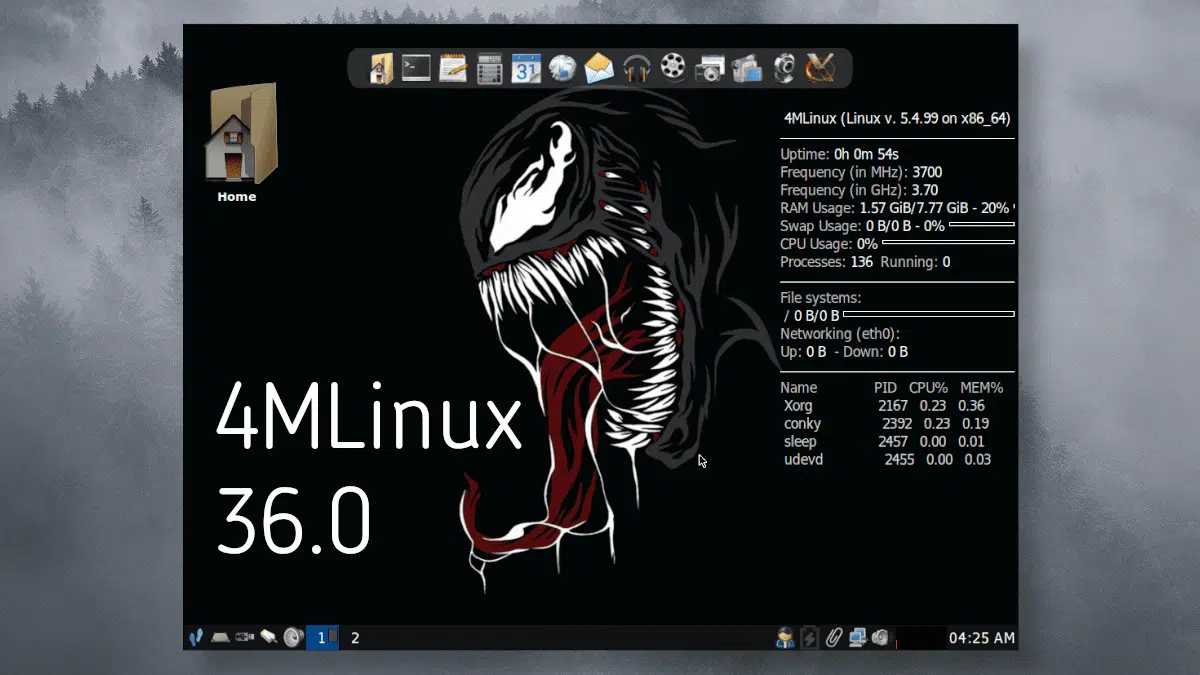 31
Home
4MLinux (Linux v. 5.4.99 on x86_64)
Uptime: 0h 0m 54s
Frequency (in MHz): 3700
Frequency (in GHz): 3.70
RAM Usage: 1.57 GiB/7.77 GiB - 20%
Swap Usage: 0 B/0 B - 0%
CPU Usage: 0%
Processes: 136 Running: 0
File systems:
/ 0 B/0 B
Networking (eth0):
Up: 0 B - Down: 0 B
Name PID CPU% MEM%
Xorg 2167 0.23 0.36
conky 2392 0.23 0.19
sleep 2457 0.00 0.01
udevd 2455 0.00 0.03
4MLinux
36.0
1 2 04:25 AM